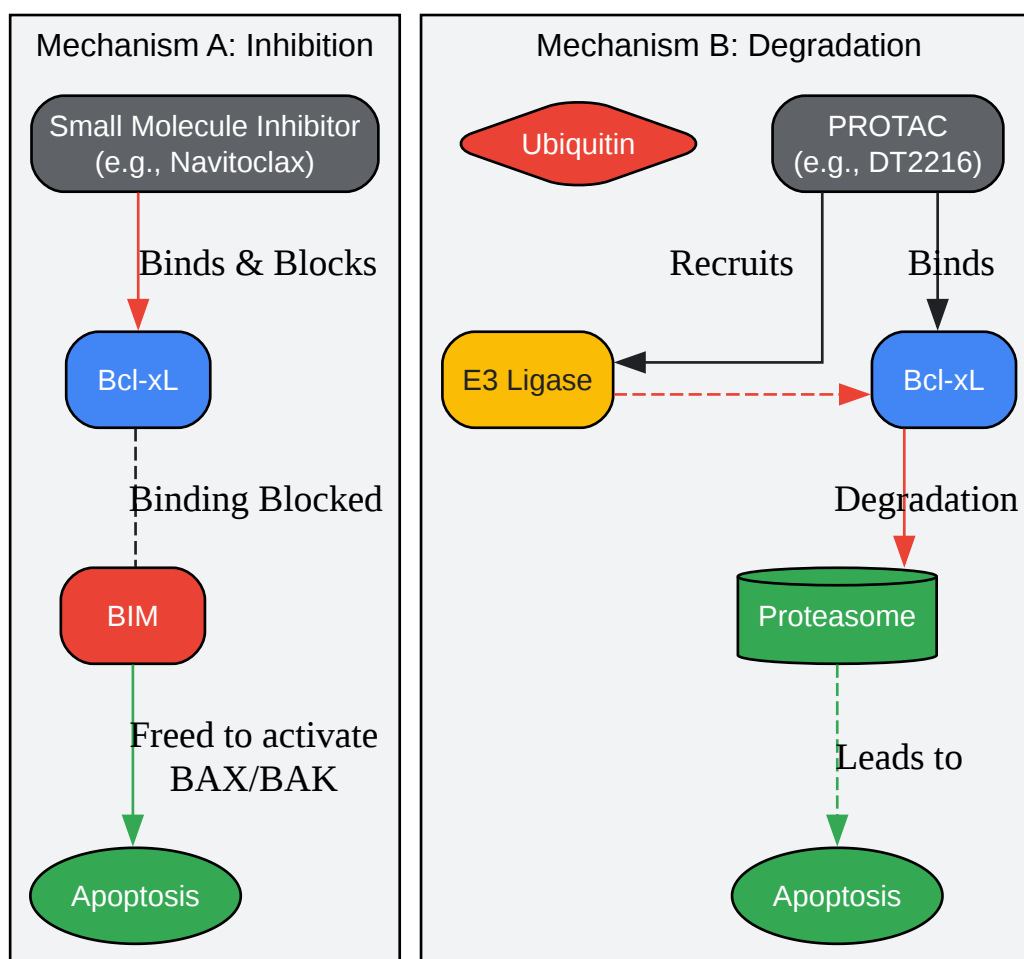 Mechanism A: Inhibition
Small Molecule Inhibitor
(e.g., Navitoclax)
Binds & Blocks
Bcl-xL
Binding Blocked
BIM
Freed to activate
BAX/BAK
Apoptosis
Mechanism B: Degradation
Ubiquitin
PROTAC
(e.g., DT2216)
Recruits
Binds
E3 Ligase
Bcl-xL
Degradation
Proteasome
Leads to
Apoptosis